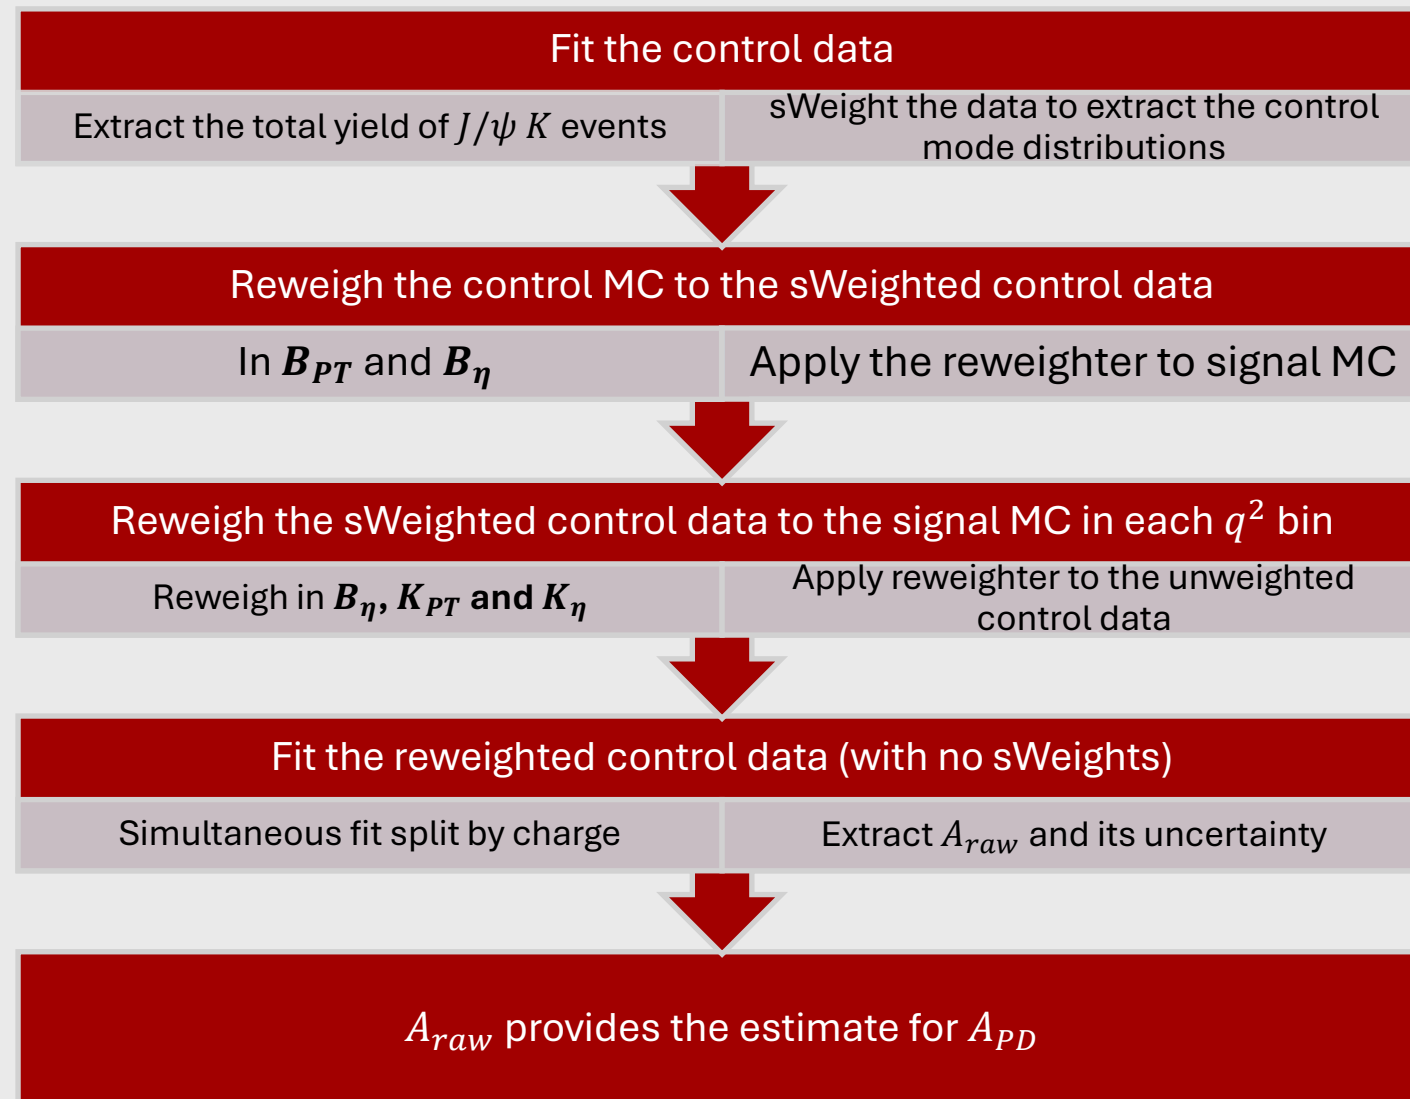 Fit the control data
Extract the total yield of J/ψ K events
sWeight the data to extract the control
mode distributions
Reweigh the control MC to the sWeighted control data
In B_PT and B_η
Apply the reweighter to signal MC
Reweigh the sWeighted control data to the signal MC in each q² bin
Reweigh in B_η, K_PT and K_η
Apply reweighter to the unweighted
control data
Fit the reweighted control data (with no sWeights)
Simultaneous fit split by charge
Extract A_raw and its uncertainty
A_raw provides the estimate for A_PD